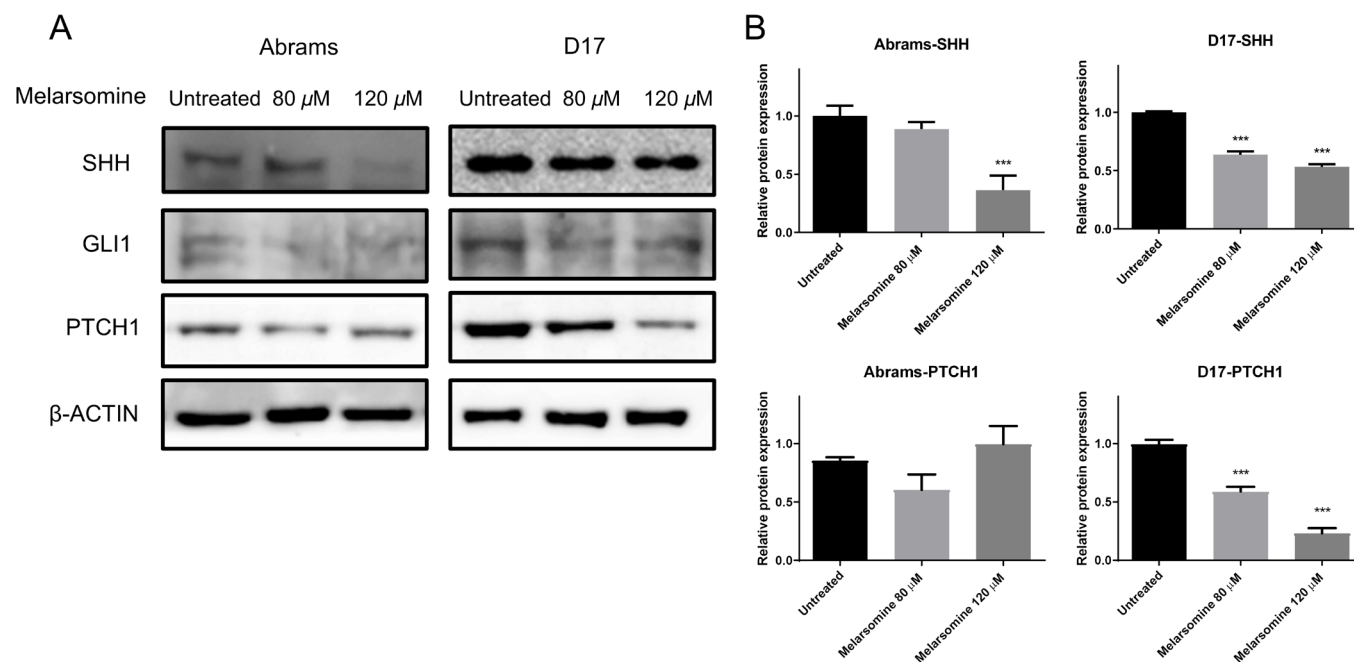 A
Abrams D17
Melarsomine Untreated 80 µM 120 µM Untreated 80 µM 120 µM
SHH
GLI1
PTCH1
β-ACTIN
B
Abrams-SHH
Relative protein expression
1.0
0.5
0.0
***
Untreated
Melarsomine 80 µM
Melarsomine 120 µM
D17-SHH
Relative protein expression
1.0
0.5
0.0
***
***
Untreated
Melarsomine 80 µM
Melarsomine 120 µM
Abrams-PTCH1
Relative protein expression
1.0
0.5
0.0
Untreated
Melarsomine 80 µM
Melarsomine 120 µM
D17-PTCH1
Relative protein expression
1.0
0.5
0.0
***
***
Untreated
Melarsomine 80 µM
Melarsomine 120 µM